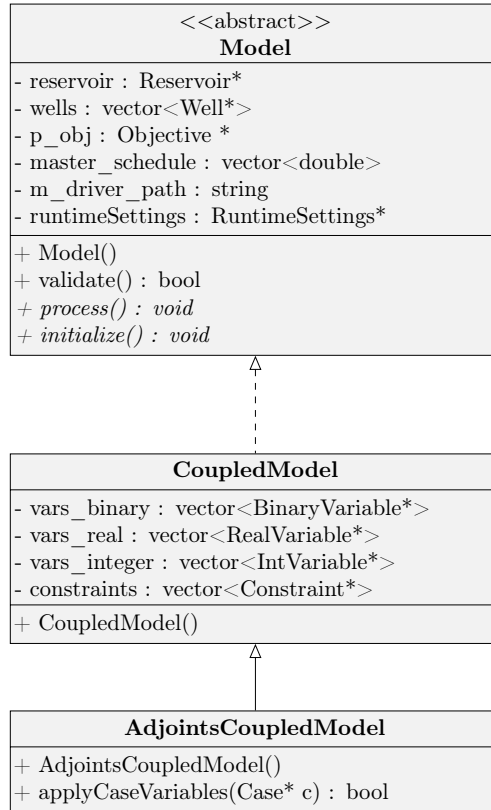 <<abstract>>
Model
- reservoir : Reservoir*
- wells : vector<Well*>
- p_obj : Objective *
- master_schedule : vector<double>
- m_driver_path : string
- runtimeSettings : RuntimeSettings*
+ Model()
+ validate() : bool
+ process() : void
+ initialize() : void
CoupledModel
- vars_binary : vector<BinaryVariable*>
- vars_real : vector<RealVariable*>
- vars_integer : vector<IntVariable*>
- constraints : vector<Constraint*>
+ CoupledModel()
AdjointsCoupledModel
+ AdjointsCoupledModel()
+ applyCaseVariables(Case* c) : bool